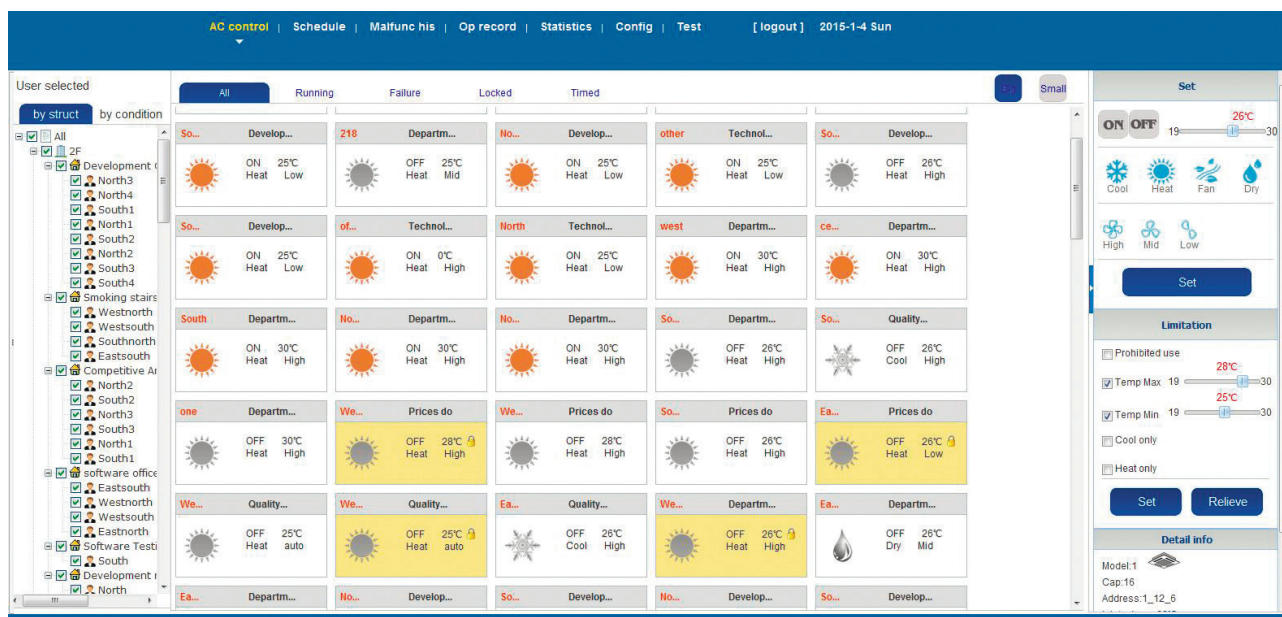 AC control | Schedule | Malfunc his | Op record | Statistics | Config | Test [ logout ] 2015-1-4 Sun
User selected
by struct by condition
All
2F
Development
North3
North4
South1
North1
South2
North2
South3
South4
Smoking stairs
Westnorth
Westsouth
Southnorth
Eastsouth
Competitive
North2
South2
North3
South3
North1
South1
software office
Eastsouth
Westnorth
Westsouth
Eastnorth
Software Testi
South
Development
North
All Running Failure Locked Timed Small
So... Develop... 218 Departm... No... Develop... other Technol... So... Develop...
ON 25℃ OFF 25℃ ON 25℃ ON 25℃ OFF 26℃
Heat Low Heat Mid Heat Low Heat Low Heat High
So... Develop... of... Technol... North Technol... west Departm... ce... Departm...
ON 25℃ ON 0℃ ON 25℃ ON 30℃ ON 30℃
Heat Low Heat High Heat Low Heat High Heat High
South Departm... No... Departm... No... Departm... So... Departm... So... Quality...
ON 30℃ ON 30℃ ON 30℃ OFF 26℃ OFF 26℃
Heat High Heat High Heat High Heat High Cool High
one Departm... We... Prices do We... Prices do So... Prices do Ea... Prices do
OFF 30℃ OFF 28℃ OFF 28℃ OFF 26℃ OFF 26℃
Heat High Heat High Heat High Heat High Heat Low
We... Quality... We... Quality... Ea... Quality... We... Departm... Ea... Departm...
OFF 25℃ OFF 25℃ OFF 26℃ OFF 26℃ OFF 26℃
Heat auto Heat auto Cool High Heat High Dry Mid
Ea... Departm... No... Develop... So... Develop... No... Develop... So... Develop...
Set
ON OFF 19 26℃ 30
Cool Heat Fan Dry
High Mid Low
Set
Limitation
Prohibited use
28℃
Temp Max 19 30
25℃
Temp Min 19 30
Cool only
Heat only
Set Relieve
Detail info
Model:1
Cap:16
Address:1_12_6